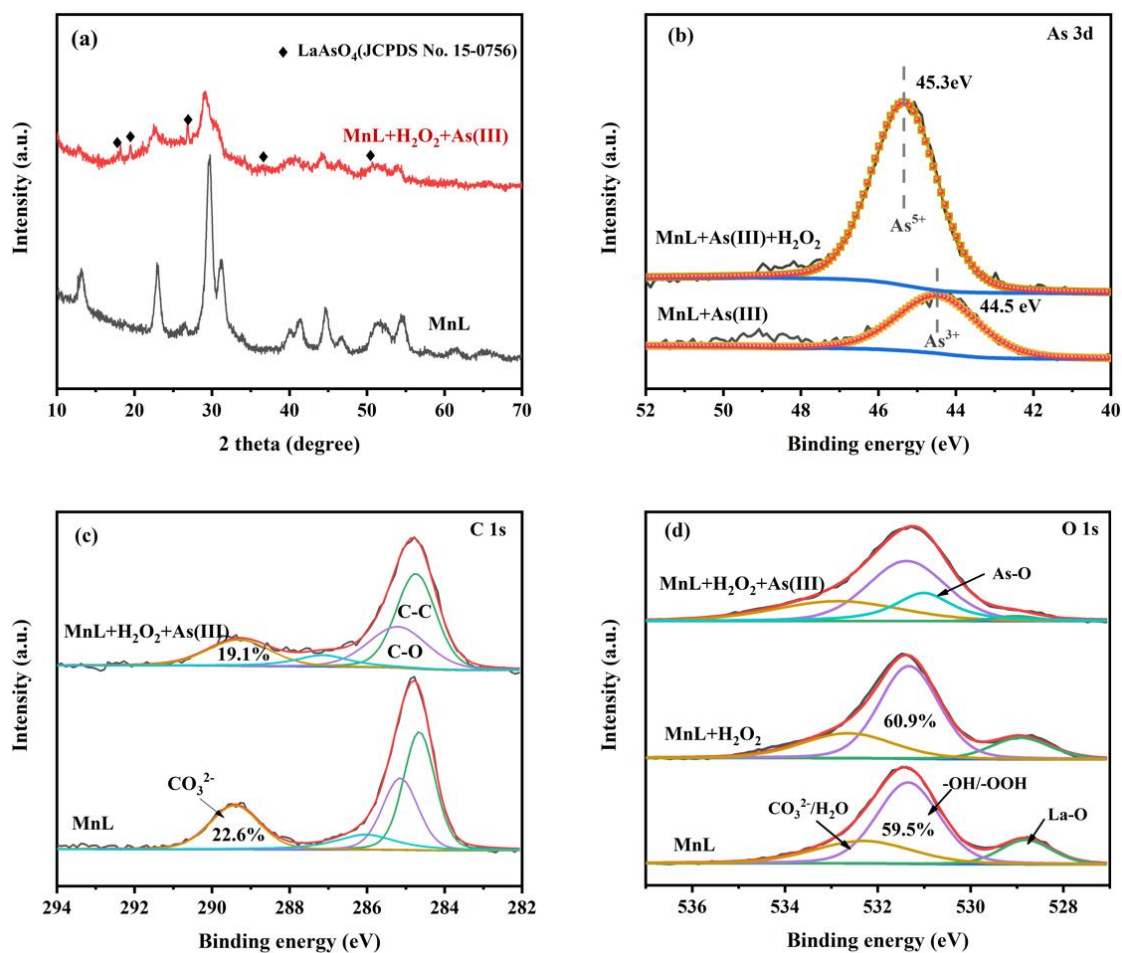 (a)
♦ LaAsO₄(JCPDS No. 15-0756)
MnL+H₂O₂+As(III)
MnL
Intensity (a.u.)
10 20 30 40 50 60 70
2 theta (degree)
(b)
As 3d
45.3eV
As⁵⁺
MnL+As(III)+H₂O₂
44.5 eV
MnL+As(III)
As³⁺
Intensity (a.u.)
52 50 48 46 44 42 40
Binding energy (eV)
(c)
C 1s
C-C
MnL+H₂O₂+As(III)
19.1%
C-O
CO₃²⁻
MnL
22.6%
Intensity (a.u.)
294 292 290 288 286 284 282
Binding energy (eV)
(d)
O 1s
As-O
MnL+H₂O₂+As(III)
60.9%
MnL+H₂O₂
-OH/-OOH
CO₃²⁻/H₂O
La-O
59.5%
MnL
Intensity (a.u.)
536 534 532 530 528
Binding energy (eV)